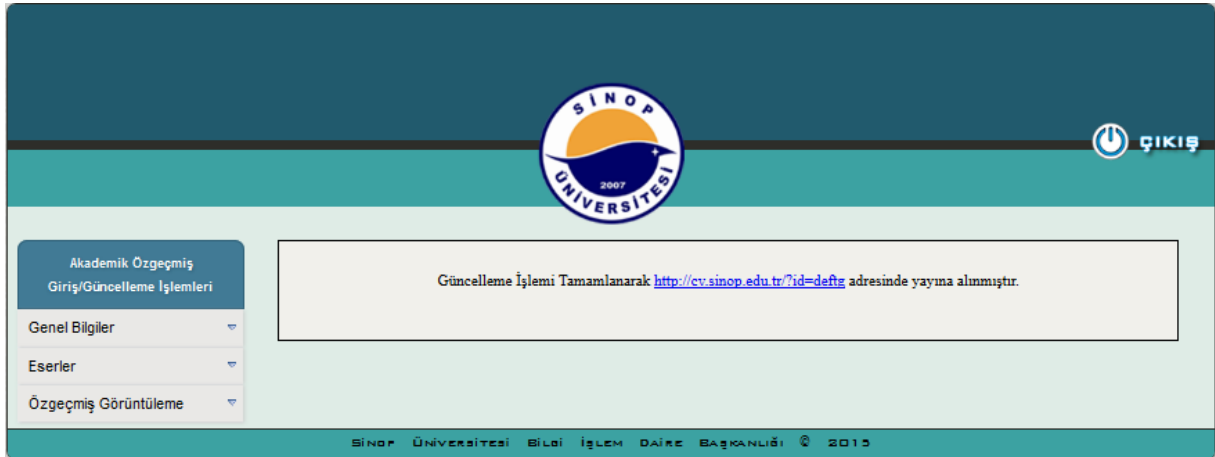 SİNOP
ÜNİVERSİTESİ
2007
ÇIKIŞ
Akademik Özgeçmiş
Giriş/Güncelleme İşlemleri
Genel Bilgiler
Eserler
Özgeçmiş Görüntüleme
Güncelleme İşlemi Tamamlanarak http://cv.sinop.edu.tr/?id=deftg adresinde yayına alınmıştır.
Sinop Üniversitesi Bilgi İşlem Daire Başkanlığı © 2015